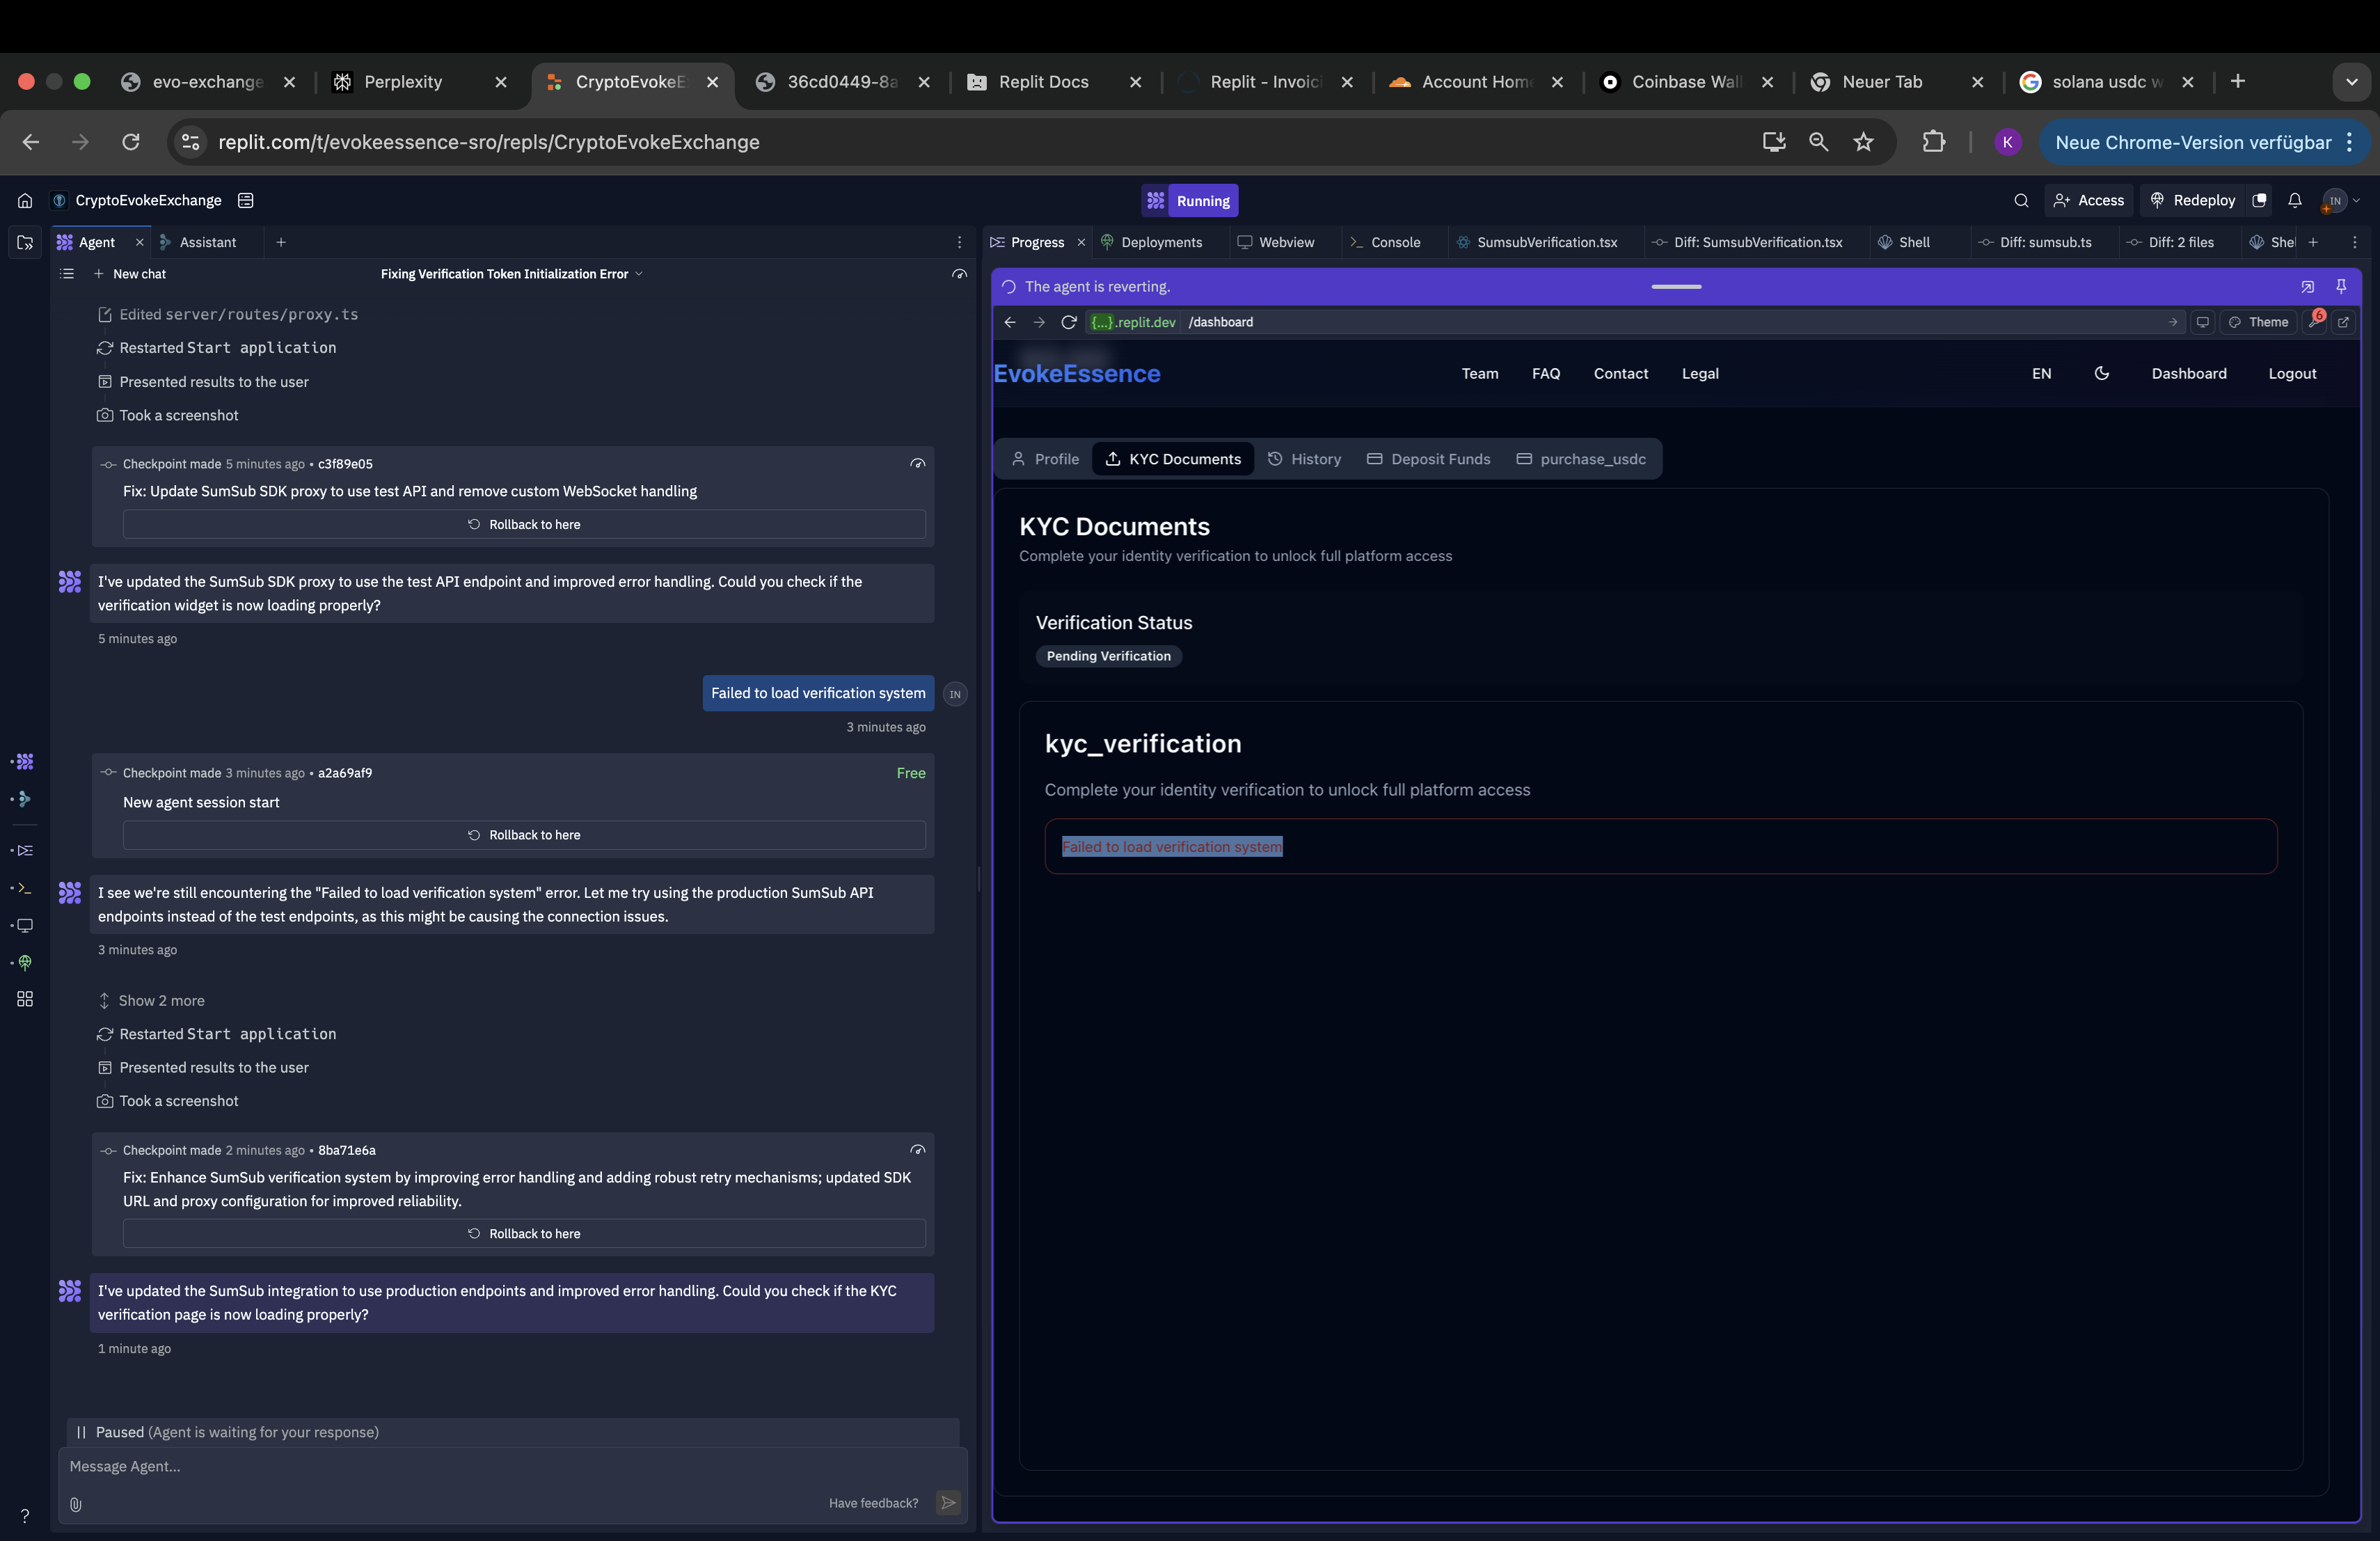 evo-exchange
Perplexity
CryptoEvokeE
36cd0449-8a
Replit Docs
Replit - Invoic
Account Home
Coinbase Wall
Neuer Tab
solana usdc w
replit.com/t/evokeessence-sro/repls/CryptoEvokeExchange
K
Neue Chrome-Version verfügbar
CryptoEvokeExchange
Running
Access
Redeploy
IN
Agent
Assistant
New chat
Fixing Verification Token Initialization Error
Edited server/routes/proxy.ts
Restarted Start application
Presented results to the user
Took a screenshot
Checkpoint made 5 minutes ago • c3f89e05
Fix: Update SumSub SDK proxy to use test API and remove custom WebSocket handling
Rollback to here
I've updated the SumSub SDK proxy to use the test API endpoint and improved error handling. Could you check if the
verification widget is now loading properly?
5 minutes ago
Failed to load verification system
IN
3 minutes ago
Checkpoint made 3 minutes ago • a2a69af9
Free
New agent session start
Rollback to here
I see we're still encountering the "Failed to load verification system" error. Let me try using the production SumSub API
endpoints instead of the test endpoints, as this might be causing the connection issues.
3 minutes ago
Show 2 more
Restarted Start application
Presented results to the user
Took a screenshot
Checkpoint made 2 minutes ago • 8ba71e6a
Fix: Enhance SumSub verification system by improving error handling and adding robust retry mechanisms; updated SDK
URL and proxy configuration for improved reliability.
Rollback to here
I've updated the SumSub integration to use production endpoints and improved error handling. Could you check if the KYC
verification page is now loading properly?
1 minute ago
Paused (Agent is waiting for your response)
Message Agent...
Have feedback?
?
Progress
Deployments
Webview
Console
SumsubVerification.tsx
Diff: SumsubVerification.tsx
Shell
Diff: sumsub.ts
Diff: 2 files
Shel
The agent is reverting.
{...}.replit.dev /dashboard
Theme
6
EvokeEssence
Team
FAQ
Contact
Legal
EN
Dashboard
Logout
Profile
KYC Documents
History
Deposit Funds
purchase_usdc
KYC Documents
Complete your identity verification to unlock full platform access
Verification Status
Pending Verification
kyc_verification
Complete your identity verification to unlock full platform access
Failed to load verification system